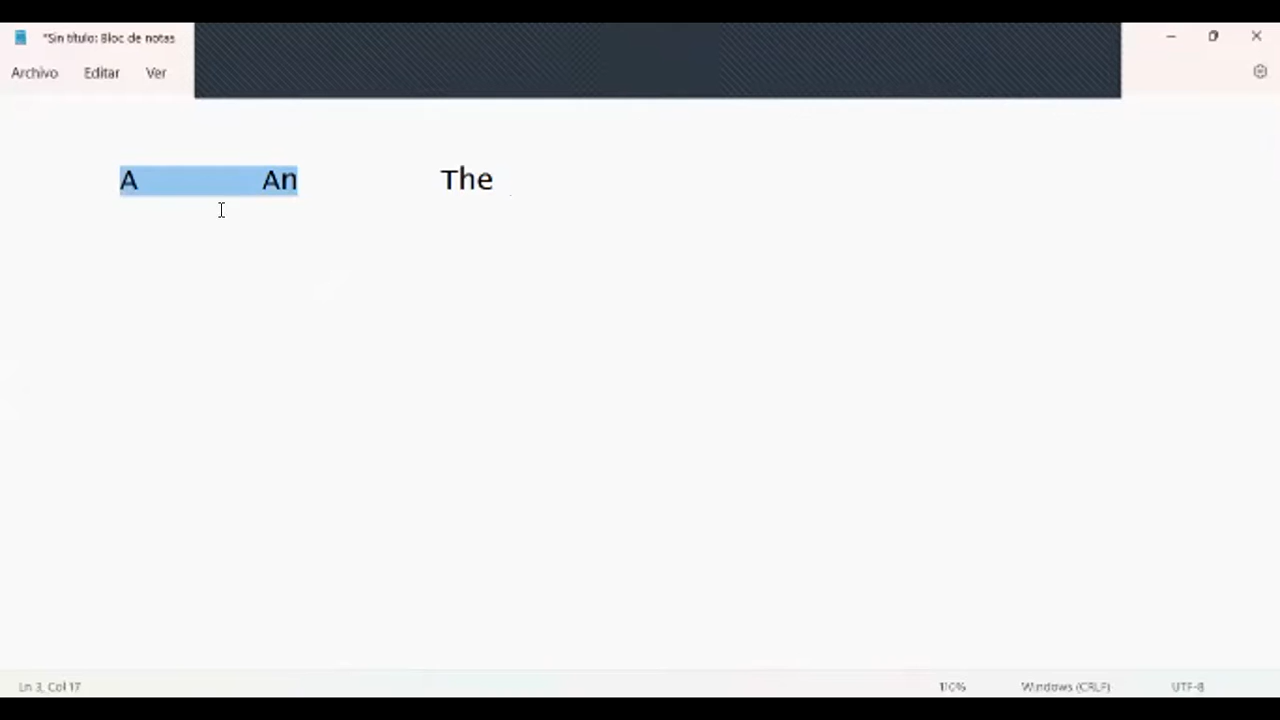 *Sin título: Bloc de notas
Archivo Editar Ver
A An The
Ln 3, Col 17 110% Windows (CRLF) UTF-8